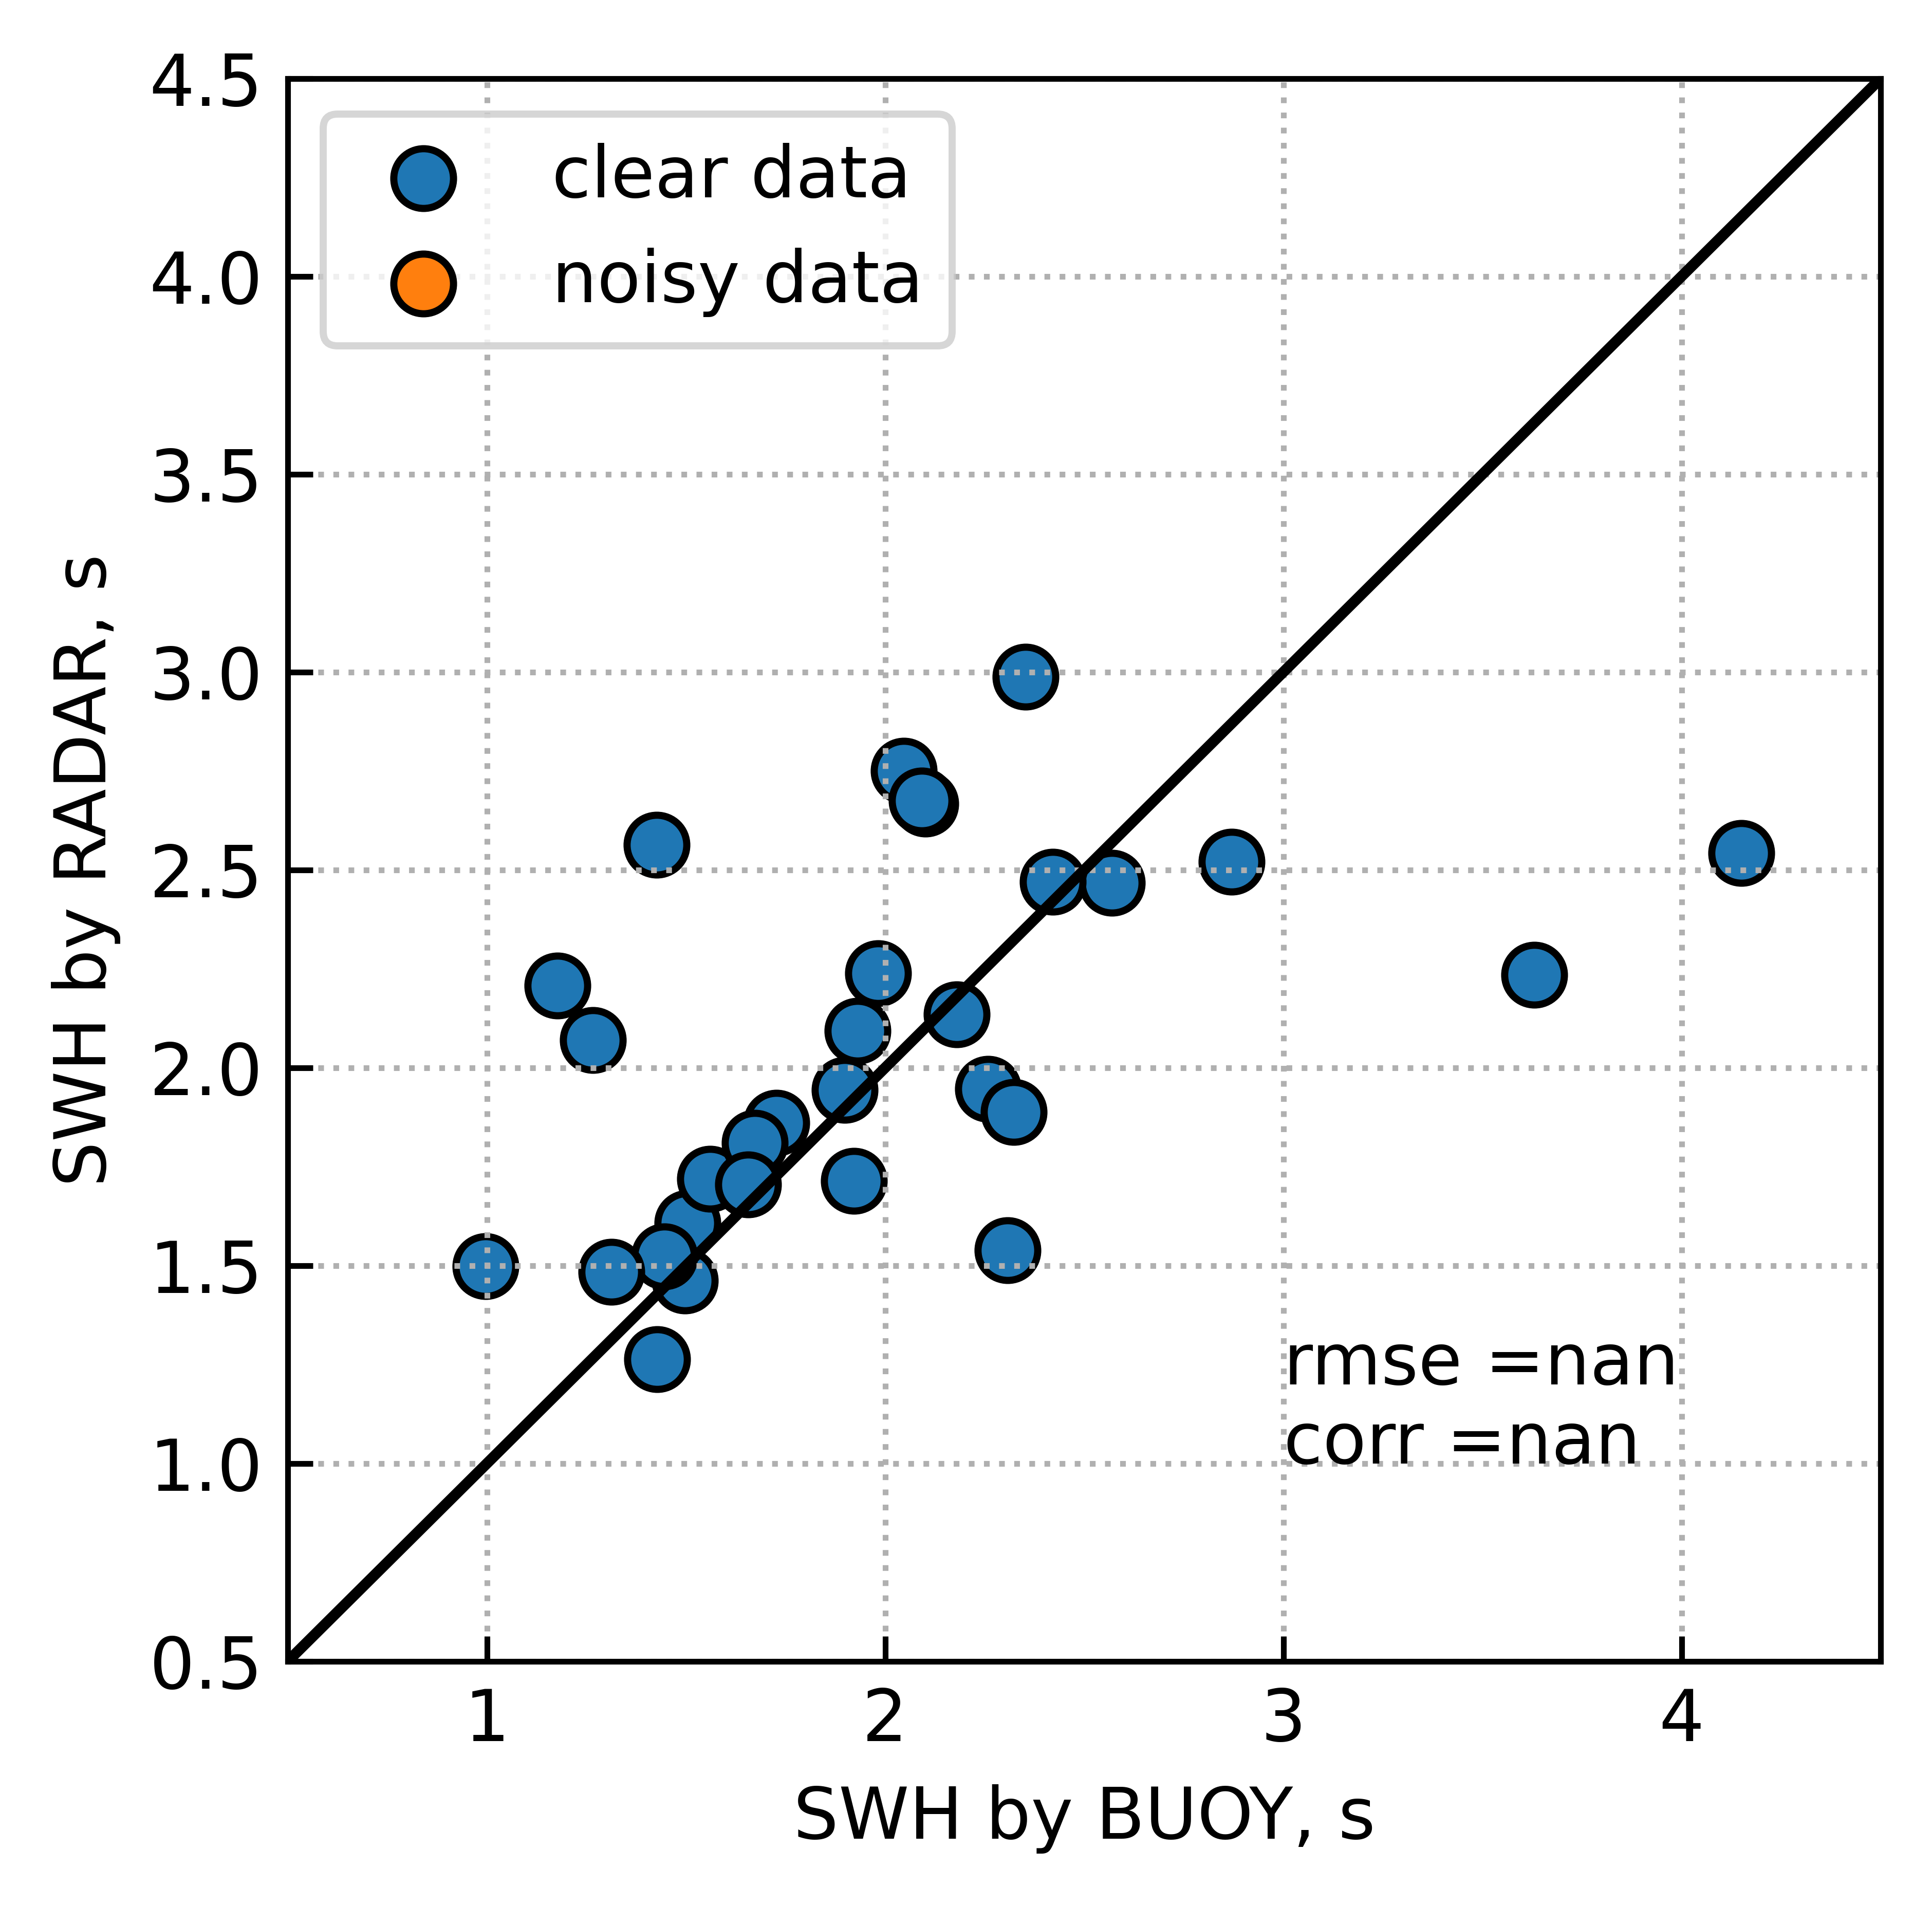 clear data
noisy data
4.5
4.0
3.5
3.0
2.5
2.0
1.5
1.0
0.5
SWH by RADAR, s
rmse =nan
corr =nan
1 2 3 4
SWH by BUOY, s